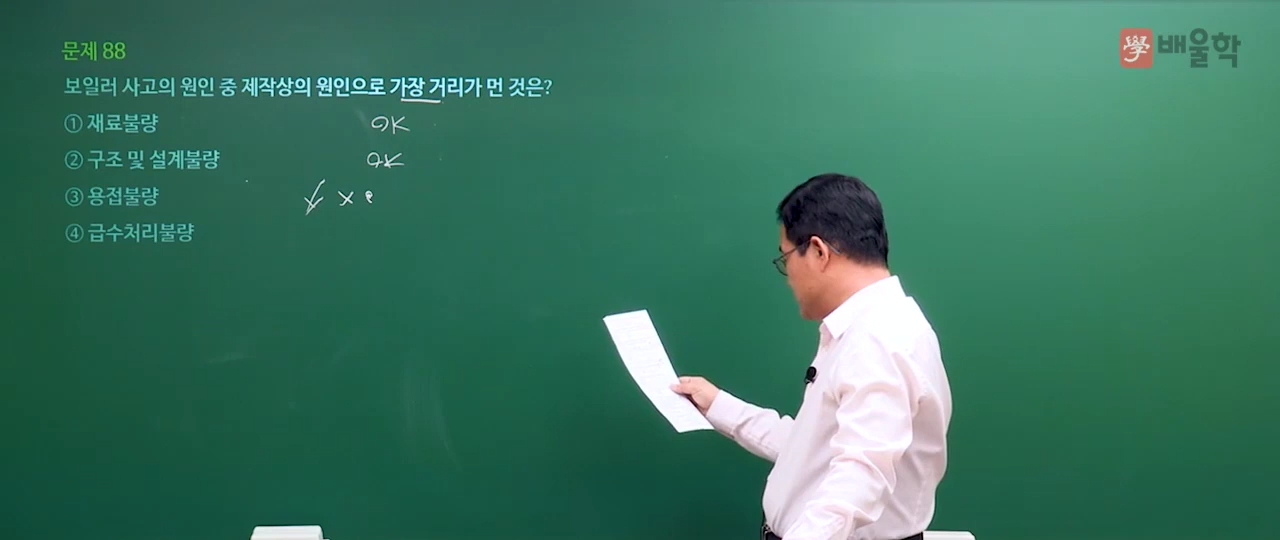 學배울학
문제 88
보일러 사고의 원인 중 제작상의 원인으로 가장 거리가 먼 것은?
① 재료불량 OK
② 구조 및 설계불량 OK
③ 용접불량 X
④ 급수처리불량